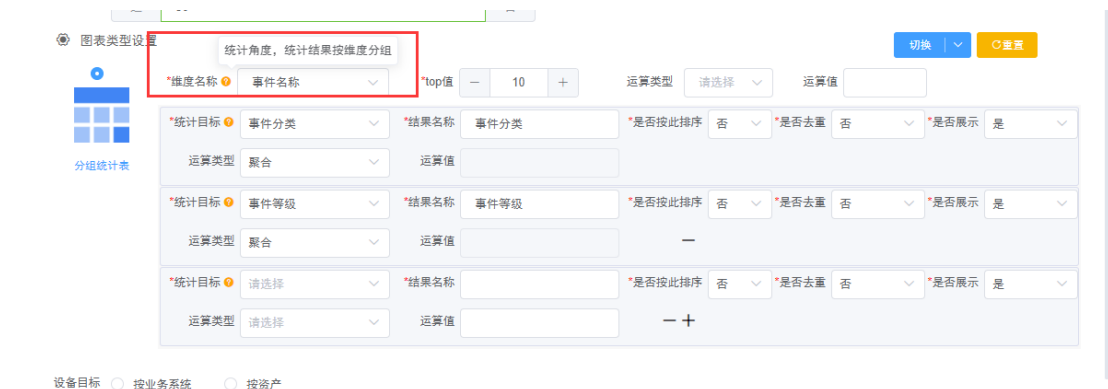 图表类型设置
统计角度，统计结果按维度分组
切换
重置
*维度名称 事件名称 *top值 10 运算类型 请选择 运算值
*统计目标 事件分类 *结果名称 事件分类 *是否按此排序 否 *是否去重 否 *是否展示 是
运算类型 聚合 运算值
分组统计表
*统计目标 事件等级 *结果名称 事件等级 *是否按此排序 否 *是否去重 否 *是否展示 是
运算类型 聚合 运算值
*统计目标 请选择 *结果名称 *是否按此排序 否 *是否去重 否 *是否展示 是
运算类型 请选择 运算值
设备目标 按业务系统 按资产